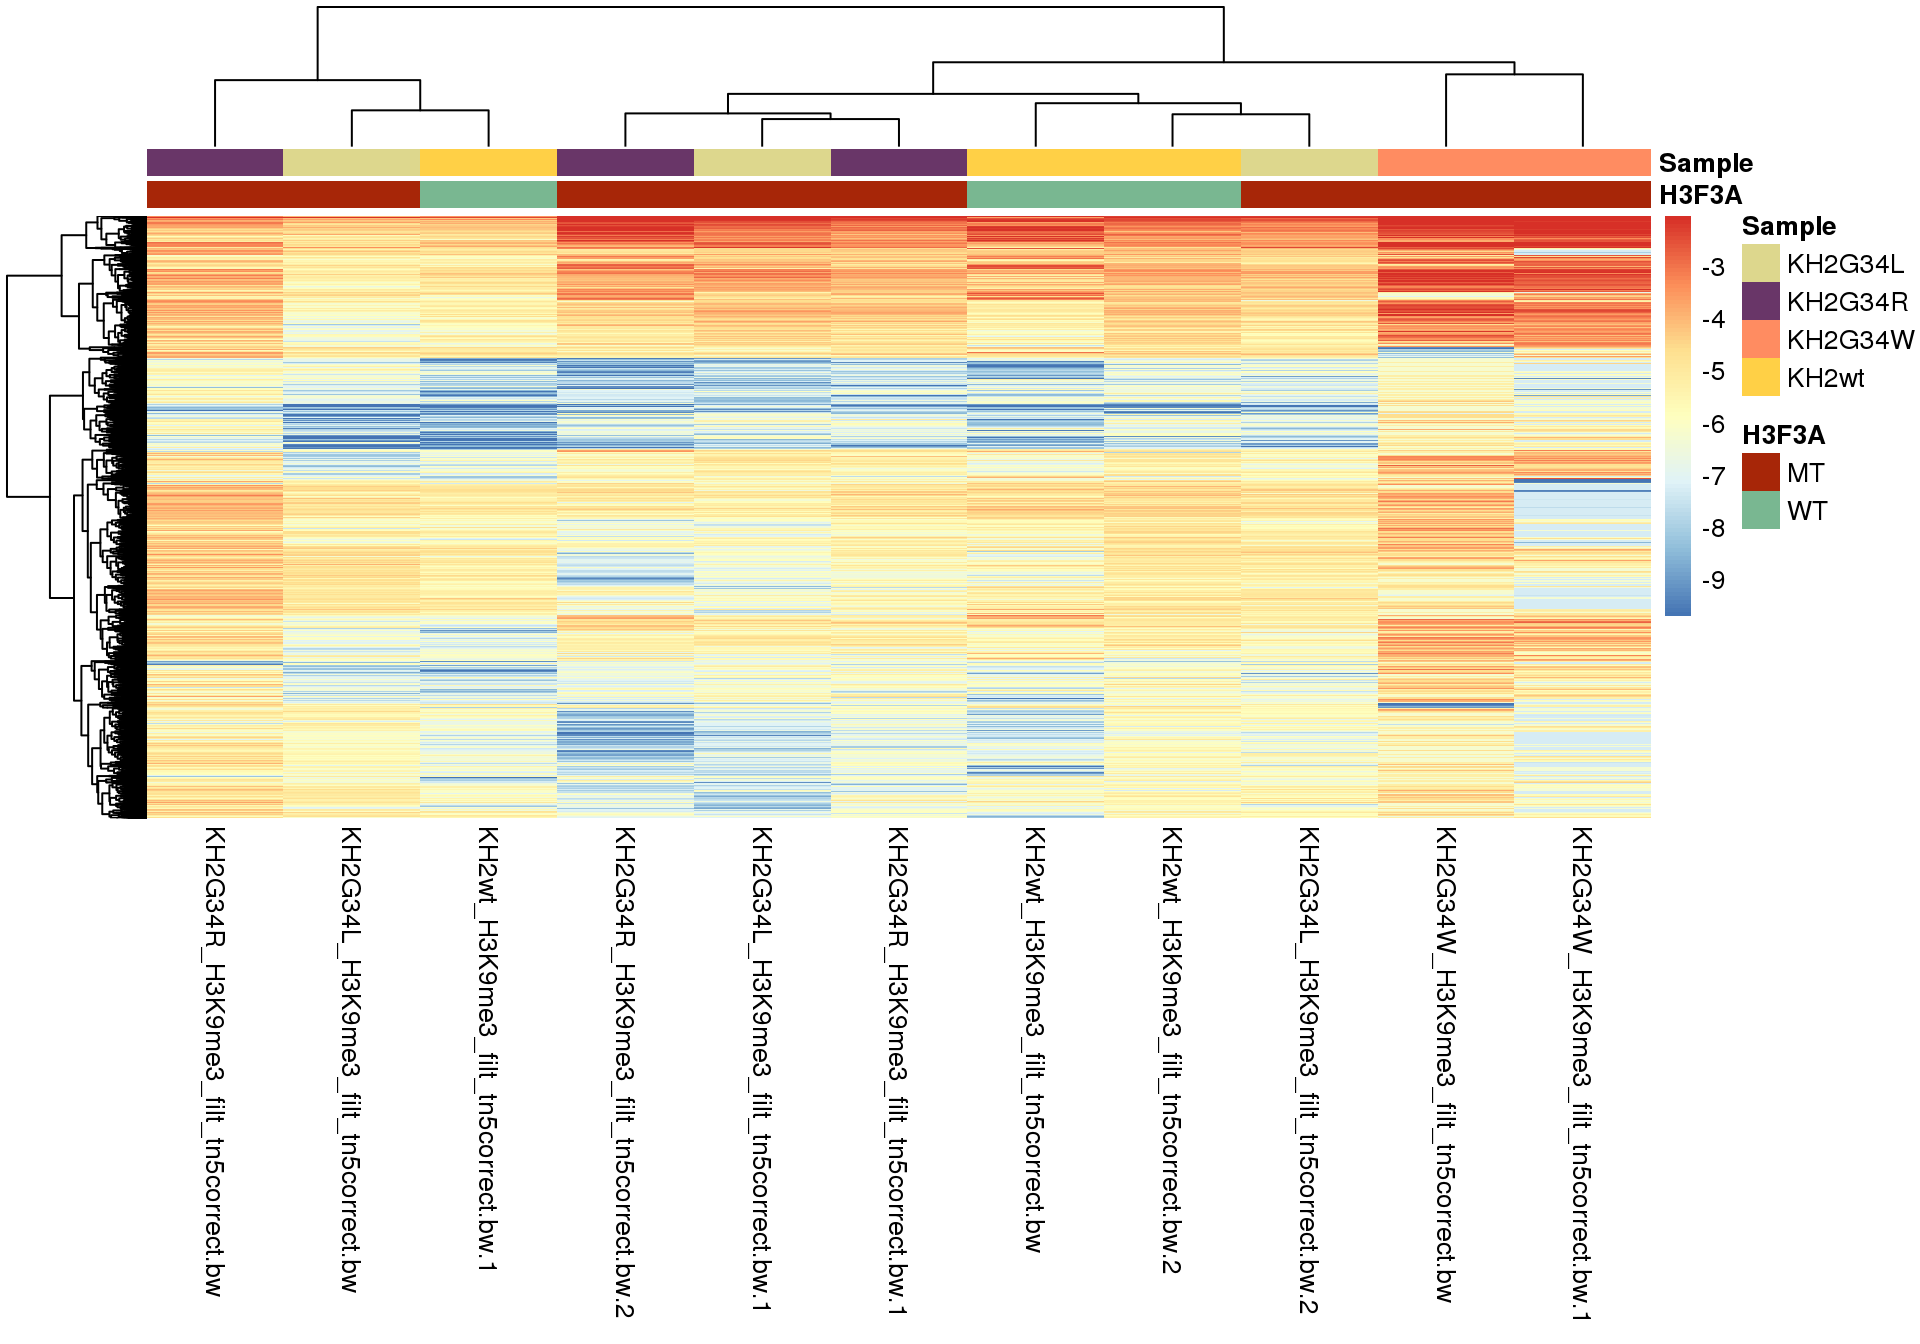 Sample
H3F3A
-3
-4
-5
-6
-7
-8
-9
Sample
KH2G34L
KH2G34R
KH2G34W
KH2wt
H3F3A
MT
WT
KH2G34R_H3K9me3_filt_tn5correct.bw
KH2G34L_H3K9me3_filt_tn5correct.bw
KH2wt_H3K9me3_filt_tn5correct.bw.1
KH2G34R_H3K9me3_filt_tn5correct.bw.2
KH2G34L_H3K9me3_filt_tn5correct.bw.1
KH2G34R_H3K9me3_filt_tn5correct.bw.1
KH2wt_H3K9me3_filt_tn5correct.bw
KH2wt_H3K9me3_filt_tn5correct.bw.2
KH2G34L_H3K9me3_filt_tn5correct.bw.2
KH2G34W_H3K9me3_filt_tn5correct.bw
KH2G34W_H3K9me3_filt_tn5correct.bw.1